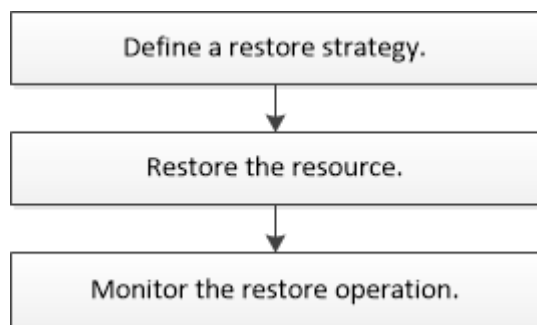 Define a restore strategy.
Restore the resource.
Monitor the restore operation.